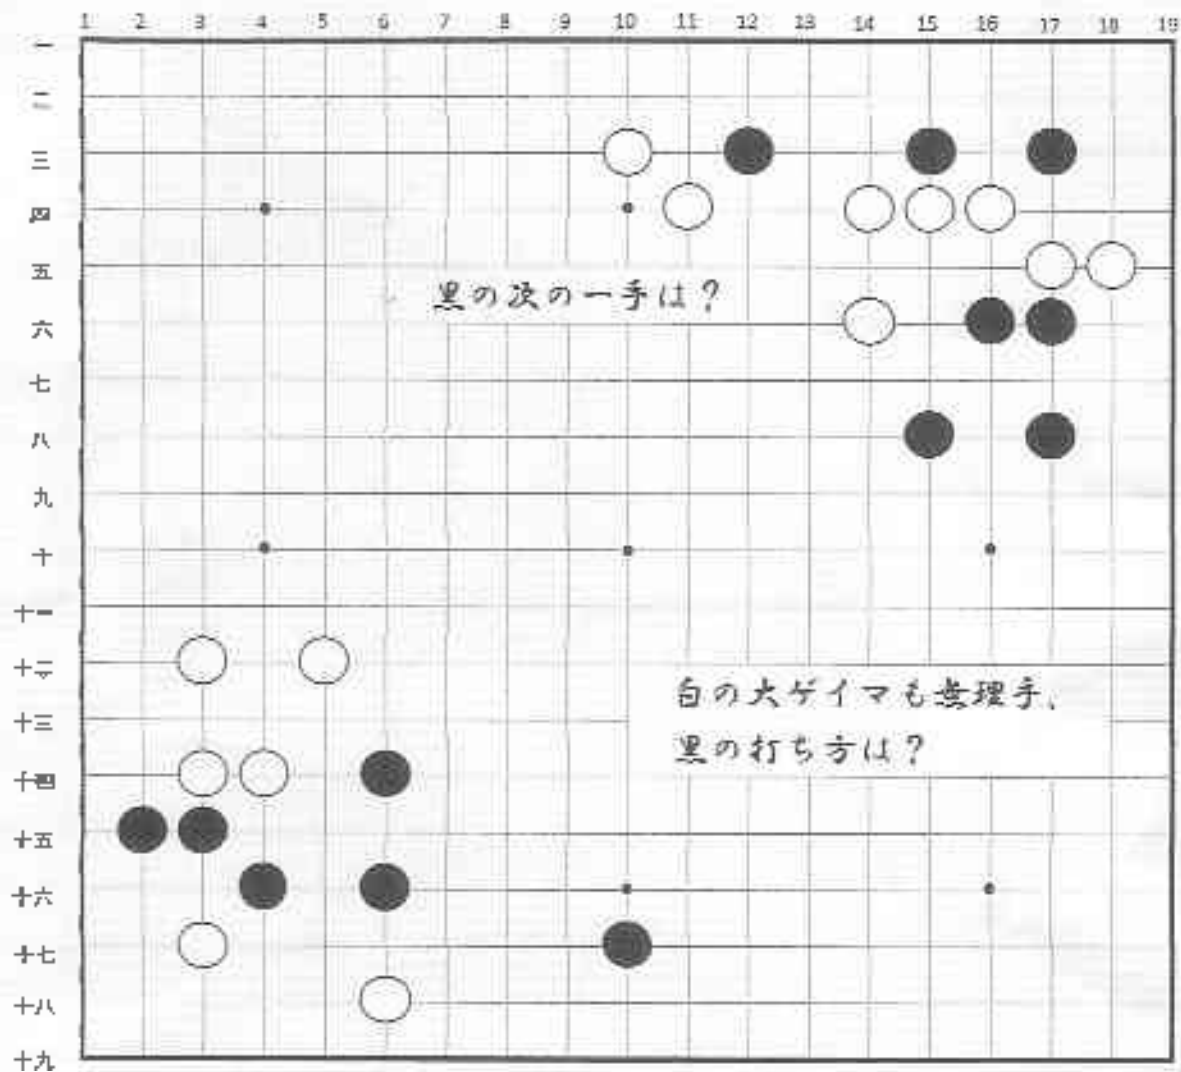 1 2 3 4 5 6 7 8 9 10 11 12 13 14 15 16 17 18 19
一
二
三
四
五
黒の次の一手は？
六
七
八
九
十
十一
十二
白の大ゲイマも無理手、
十三
黒の打ち方は？
十四
十五
十六
十七
十八
十九